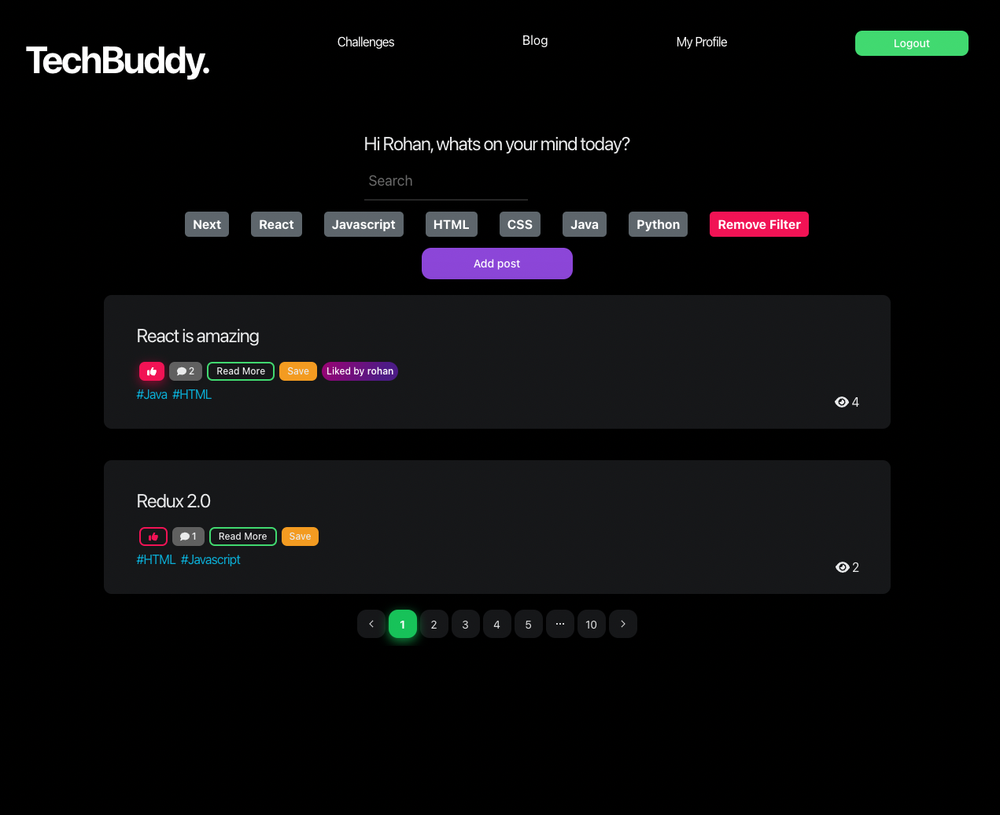 TechBuddy.
Challenges Blog My Profile Logout
Hi Rohan, whats on your mind today?
Search
Next React Javascript HTML CSS Java Python Remove Filter
Add post
React is amazing
2 Read More Save Liked by rohan
#Java #HTML
4
Redux 2.0
1 Read More Save
#HTML #Javascript
2
1 2 3 4 5 ... 10